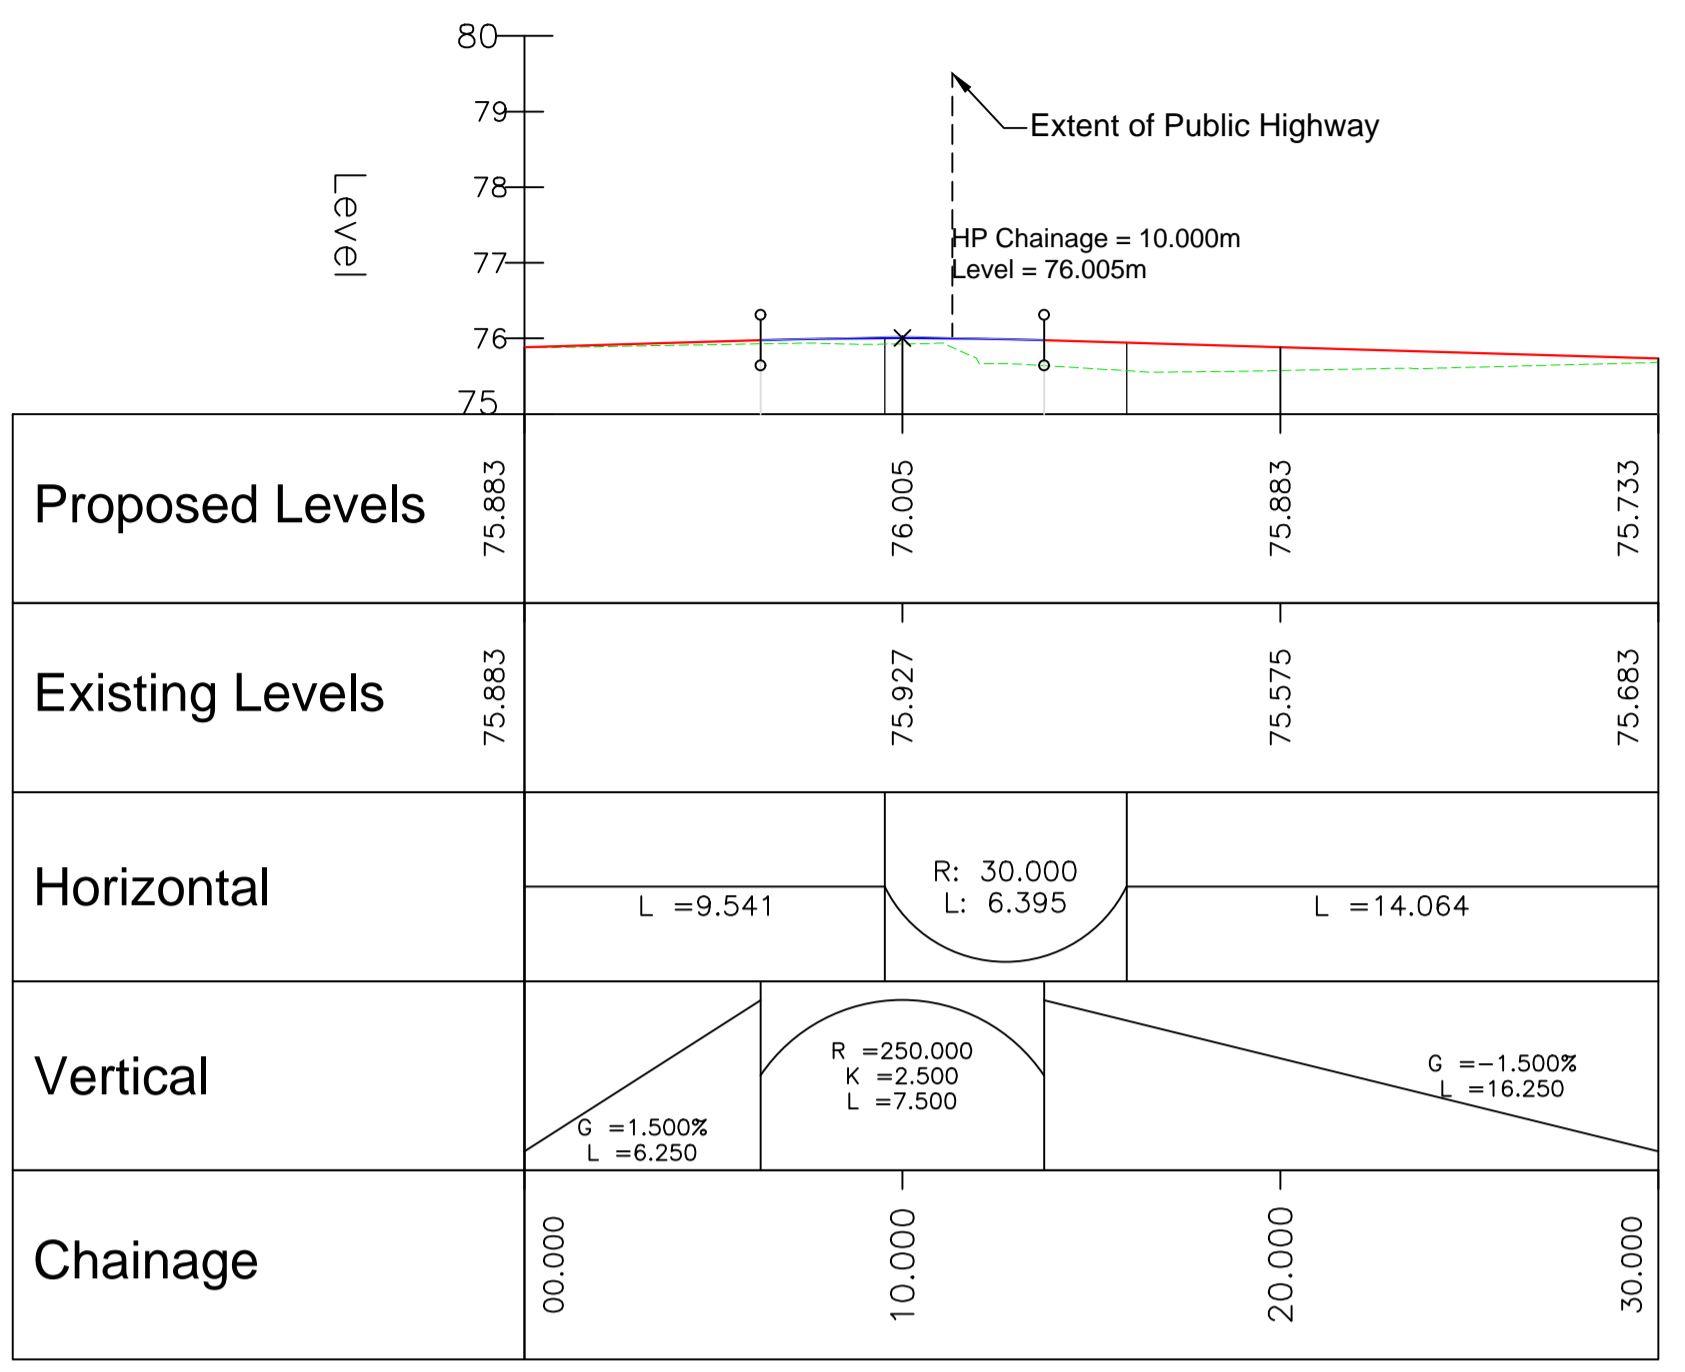 80
79
78
77
76
75
Level
Extent of Public Highway
HP Chainage = 10.000m
Level = 76.005m
Proposed Levels
75.883
76.005
75.883
75.733
Existing Levels
75.883
75.927
75.575
75.683
Horizontal
L =9.541
R: 30.000
L: 6.395
L =14.064
Vertical
G =1.500%
L =6.250
R =250.000
K =2.500
L =7.500
G =-1.500%
L =16.250
Chainage
00.000
10.000
20.000
30.000